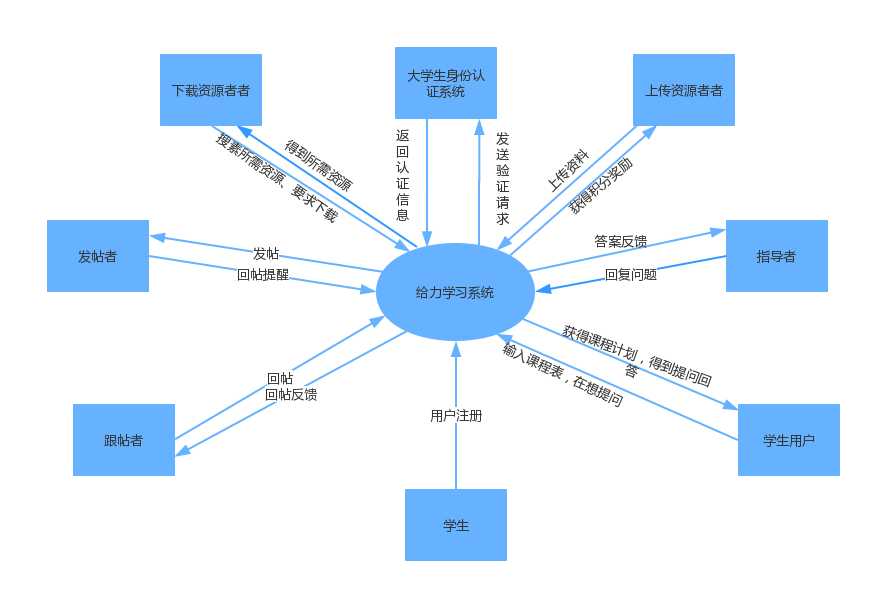 下载资源者者
大学生身份认
证系统
上传资源者者
返回认证信息
发送验证请求
得到所需资源
搜素所需资源、要求下载
上传资料
获得积分奖励
发帖者
发帖
回帖提醒
答案反馈
回复问题
指导者
给力学习系统
获得课程计划，得到提问回
答
输入课程表，在想提问
回帖
回帖反馈
用户注册
跟帖者
学生用户
学生